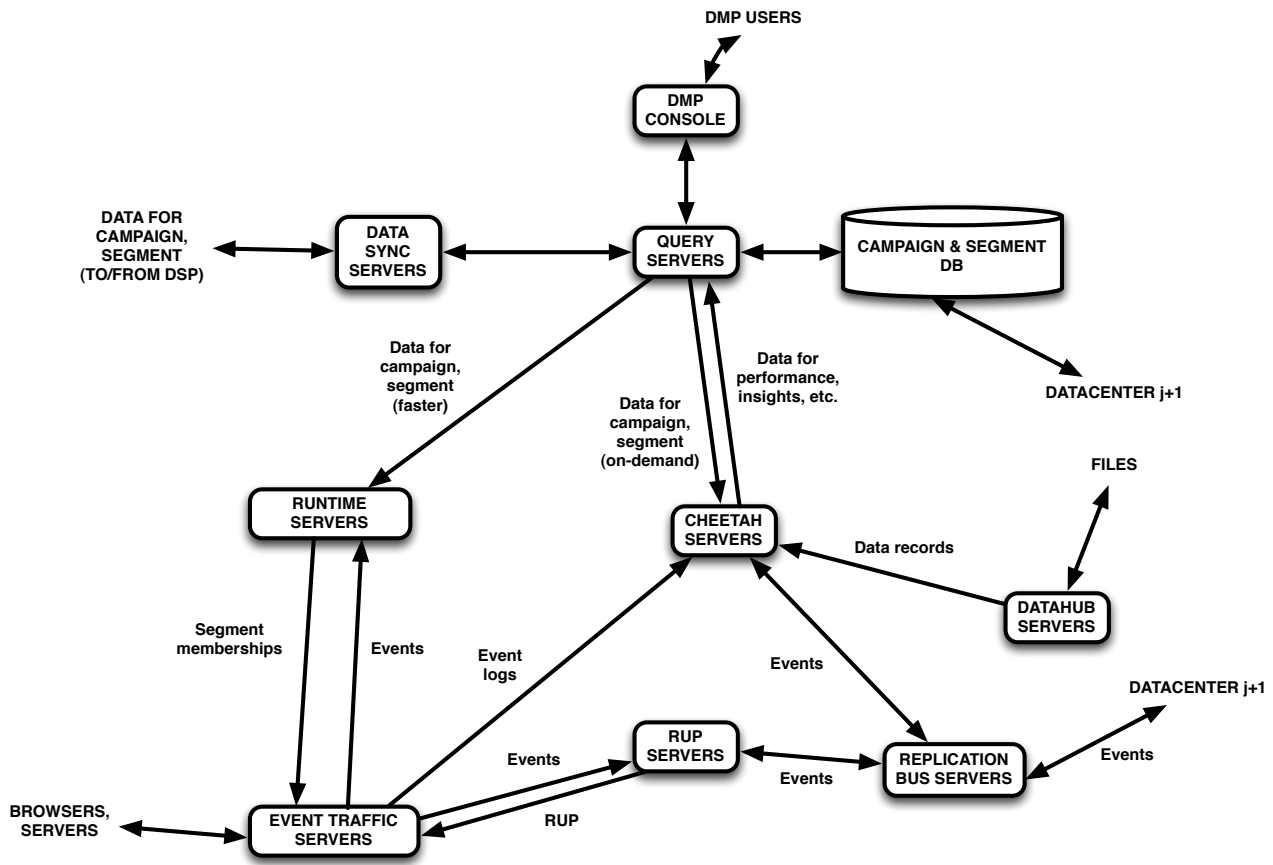 DMP USERS
DMP
CONSOLE
DATA FOR
CAMPAIGN,
SEGMENT
(TO/FROM DSP)
DATA
SYNC
SERVERS
QUERY
SERVERS
CAMPAIGN & SEGMENT
DB
Data for
campaign,
segment
(faster)
Data for
performance,
insights, etc.
DATACENTER j+1
Data for
campaign,
segment
(on-demand)
FILES
RUNTIME
SERVERS
CHEETAH
SERVERS
Data records
DATAHUB
SERVERS
Segment
memberships
Events
Event
logs
Events
DATACENTER j+1
RUP
SERVERS
Events
Events
REPLICATION
BUS SERVERS
Events
BROWSERS,
SERVERS
EVENT TRAFFIC
SERVERS
RUP